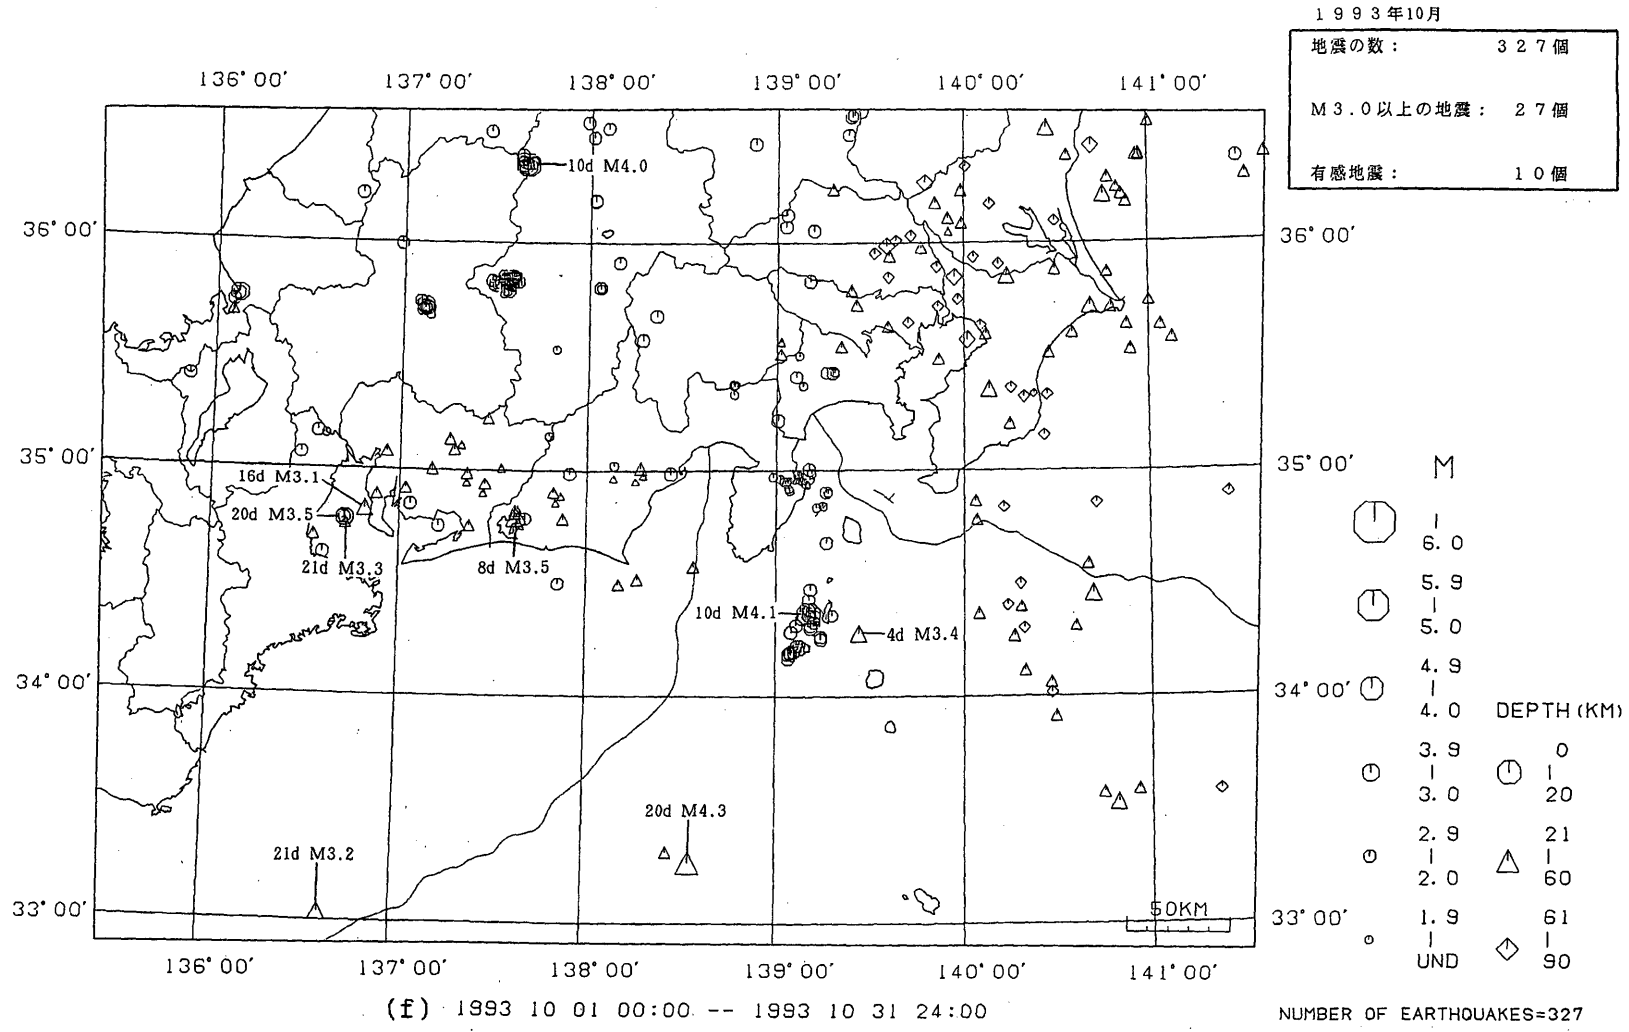 １９９３年10月
地震の数： ３２７個
Ｍ３.０以上の地震： ２７個
有感地震： １０個
136° 00′ 137° 00′ 138° 00′ 139° 00′ 140° 00′ 141° 00′
10d M4.0
36° 00′ 36° 00′
35° 00′ 35° 00′
16d M3.1
20d M3.5
21d M3.3
8d M3.5
10d M4.1
4d M3.4
34° 00′ 34° 00′
20d M4.3
21d M3.2
33° 00′ 33° 00′
50KM
136° 00′ 137° 00′ 138° 00′ 139° 00′ 140° 00′ 141° 00′
M
6.0
5.9
5.0
4.9
4.0
3.9
3.0
2.9
2.0
1.9
UND
DEPTH(KM)
0
20
21
60
61
90
(f) 1993 10 01 00:00 -- 1993 10 31 24:00
NUMBER OF EARTHQUAKES=327